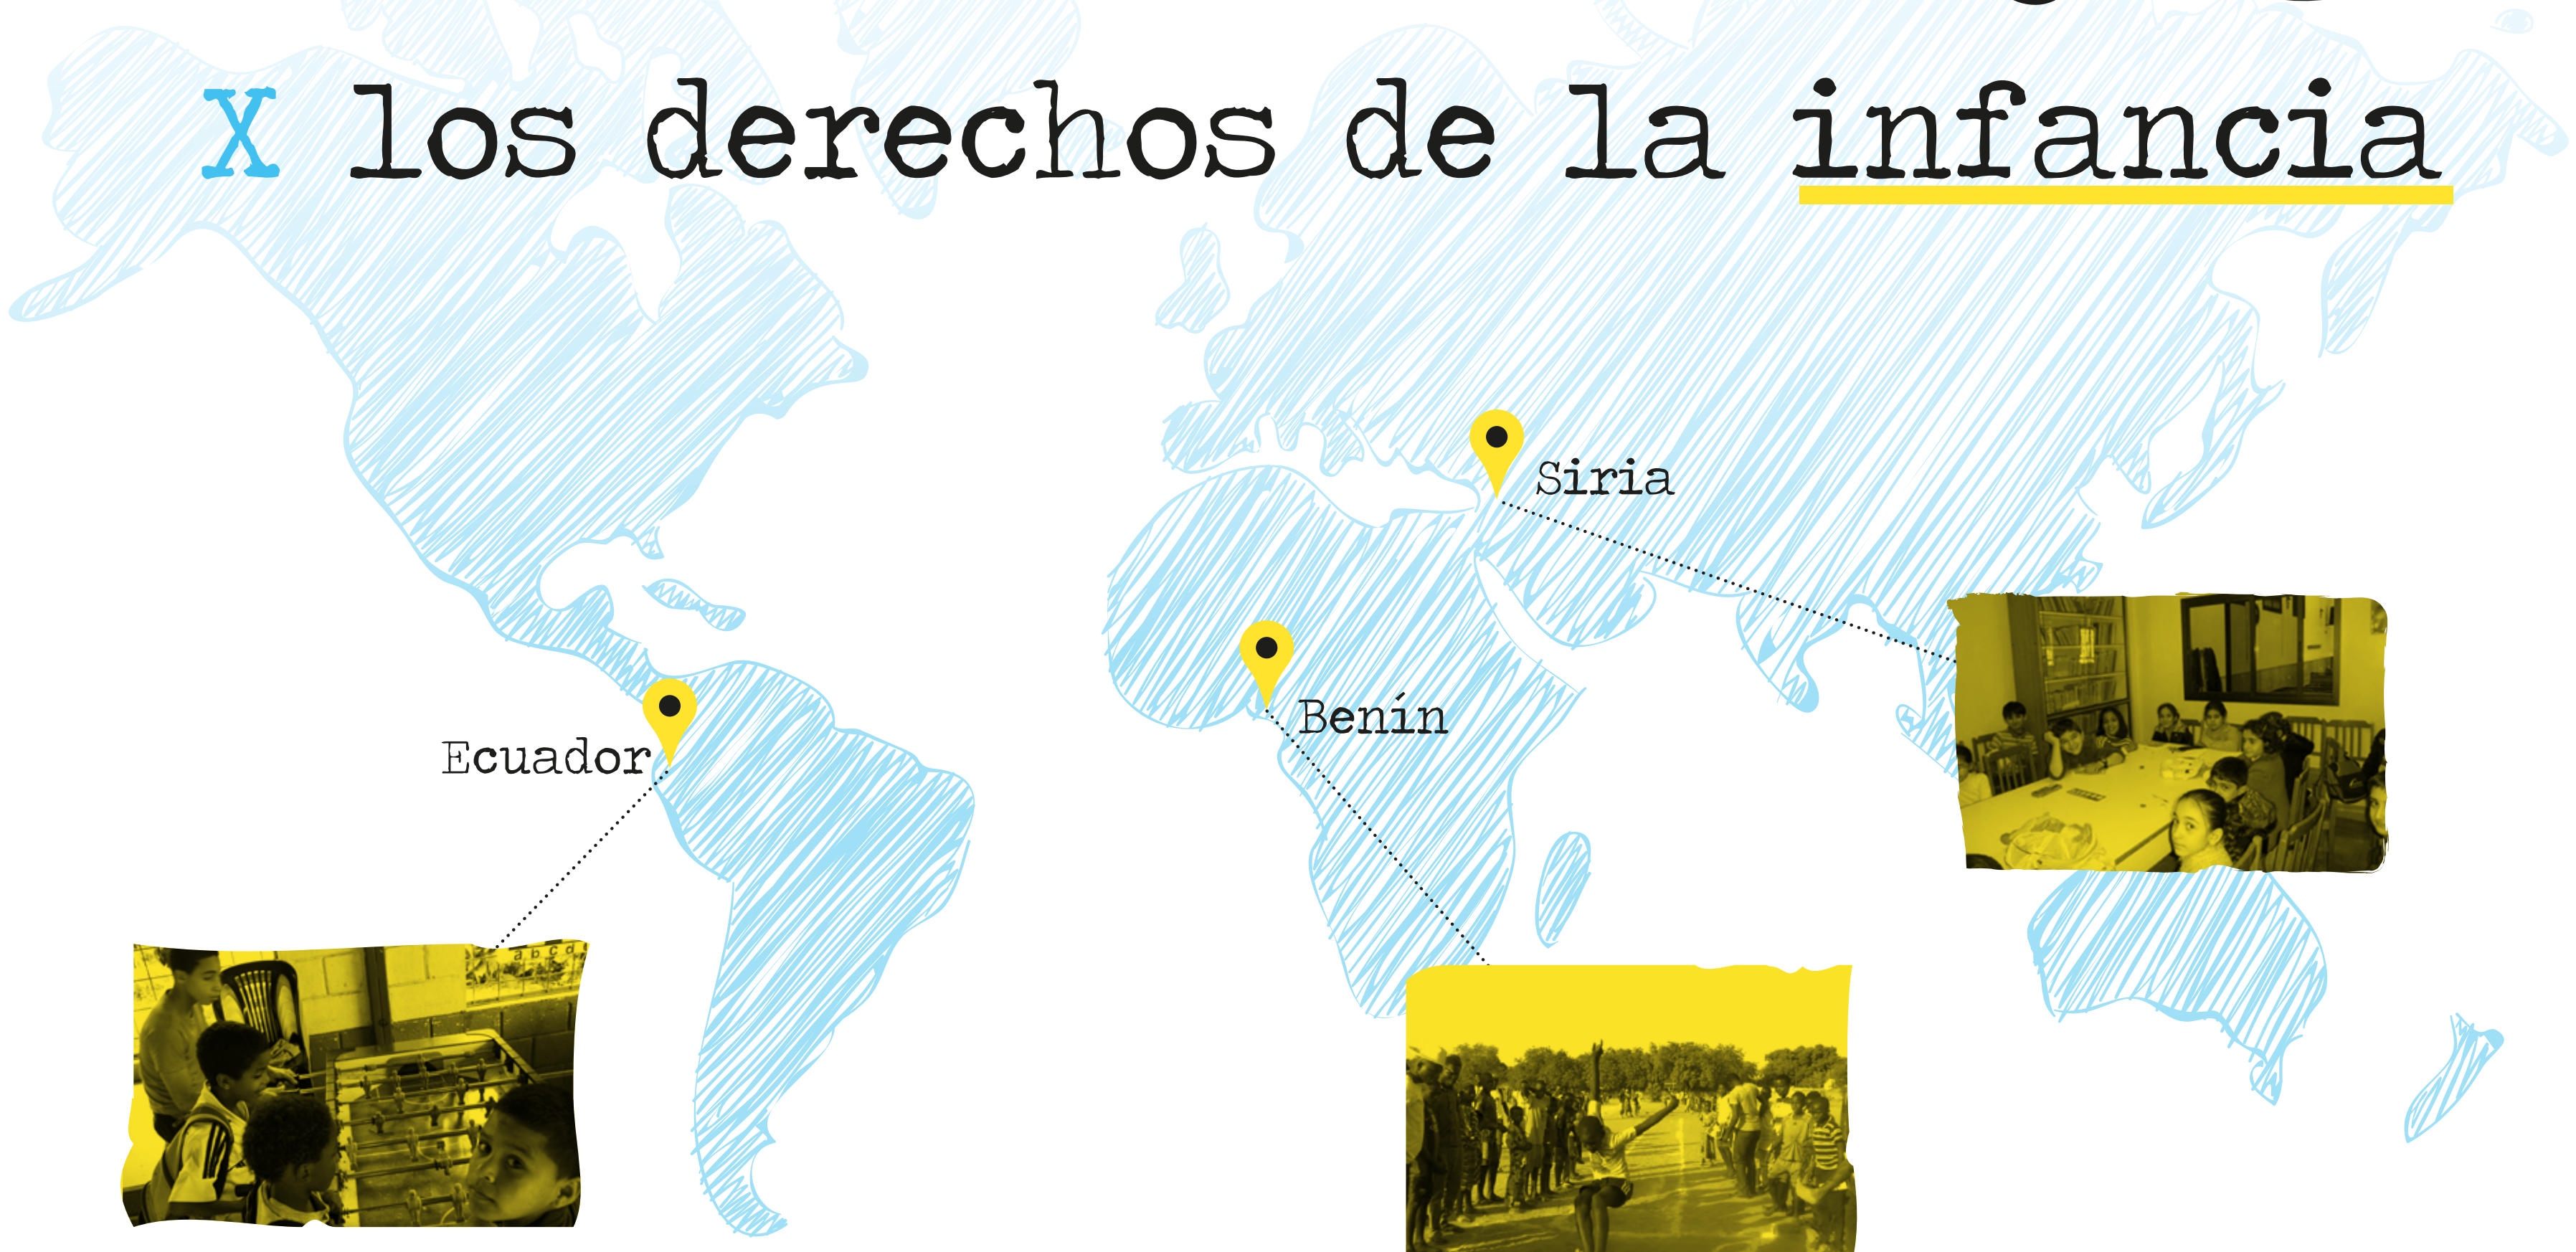 X los derechos de la infancia
Siria
Benín
Ecuador
a b c d e